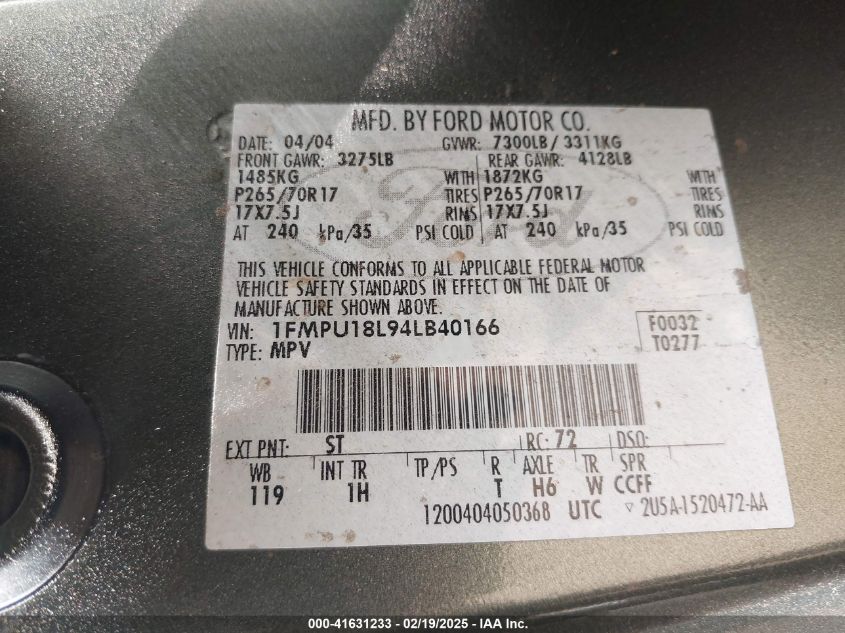 MFD. BY FORD MOTOR CO.
DATE: 04/04 GVWR: 7300LB/ 3311KG
FRONT GAWR: 3275LB REAR GAWR: 4128LB
1485KG WITH 1872KG WITH
P265/70R17 TIRES P265/70R17 TIRES
17X7.5J RIMS 17X7.5J RIMS
AT 240 kPa/35 PSI COLD AT 240 kPa/35 PSI COLD
Ford
THIS VEHICLE CONFORMS TO ALL APPLICABLE FEDERAL MOTOR
VEHICLE SAFETY STANDARDS IN EFFECT ON THE DATE OF
MANUFACTURE SHOWN ABOVE.
VIN: 1FMPU18L94LB40166 F0032
TYPE: MPV T0277
EXT PNT: ST RC: 72 DSO:
WB INT TR TP/PS R AXLE TR SPR
119 1H T H6 W CCFF
1200404050368 UTC ▽ 2U5A-1520472-AA
000-41631233 - 02/19/2025 - IAA Inc.